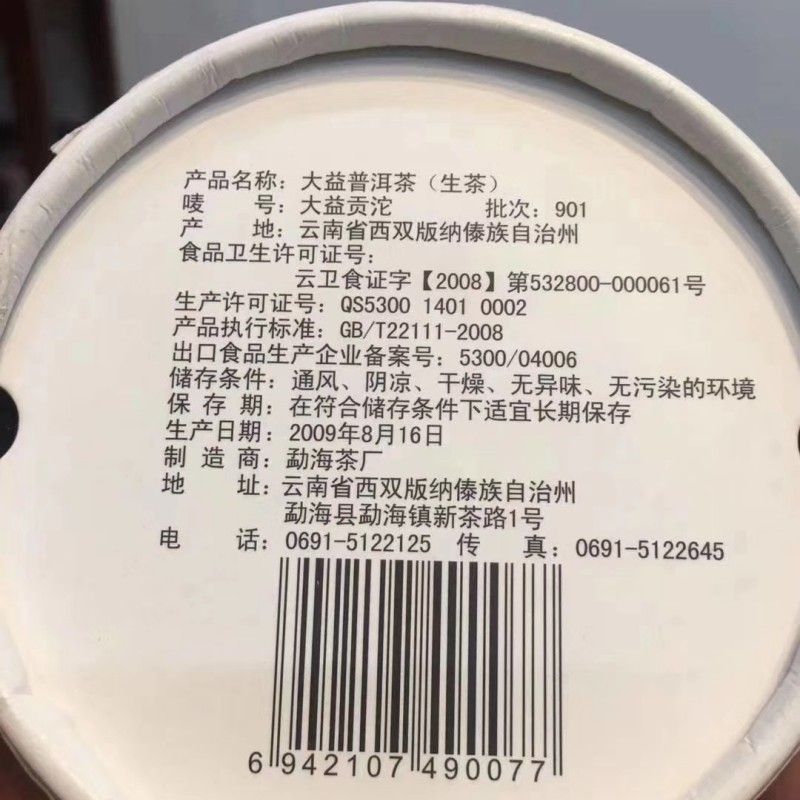 产品名称：大益普洱茶（生茶）
唛 号：大益贡沱 批次：901
产 地：云南省西双版纳傣族自治州
食品卫生许可证号：
云卫食证字【2008】第532800-000061号
生产许可证号：QS5300 1401 0002
产品执行标准：GB/T22111-2008
出口食品生产企业备案号：5300/04006
储存条件：通风、阴凉、干燥、无异味、无污染的环境
保 存 期：在符合储存条件下适宜长期保存
生产日期：2009年8月16日
制 造 商：勐海茶厂
地 址：云南省西双版纳傣族自治州
勐海县勐海镇新茶路1号
电 话：0691-5122125 传 真：0691-5122645
6 942107 490077